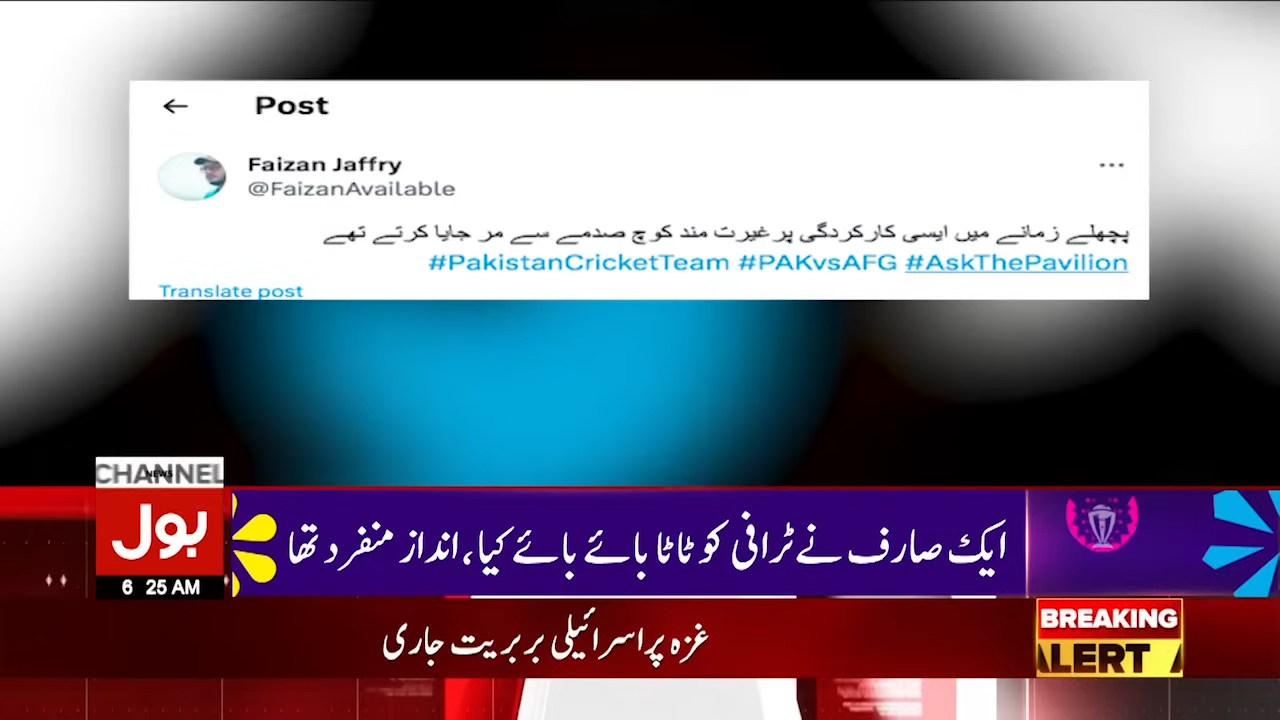 Post
Faizan Jaffry
@FaizanAvailable
پچھلے زمانے میں ایسی کارکردگی پر غیرت مند کوچ صدمے سے مر جایا کرتے تھے
#PakistanCricketTeam #PAKvsAFG #AskThePavilion
Translate post
CHANNEL
NEWS
بول
6 25 AM
ایک صارف نے ٹرافی کو ٹاٹا بائے بائے کیا، انداز منفرد تھا
غزہ پر اسرائیلی بربریت جاری
BREAKING
ALERT